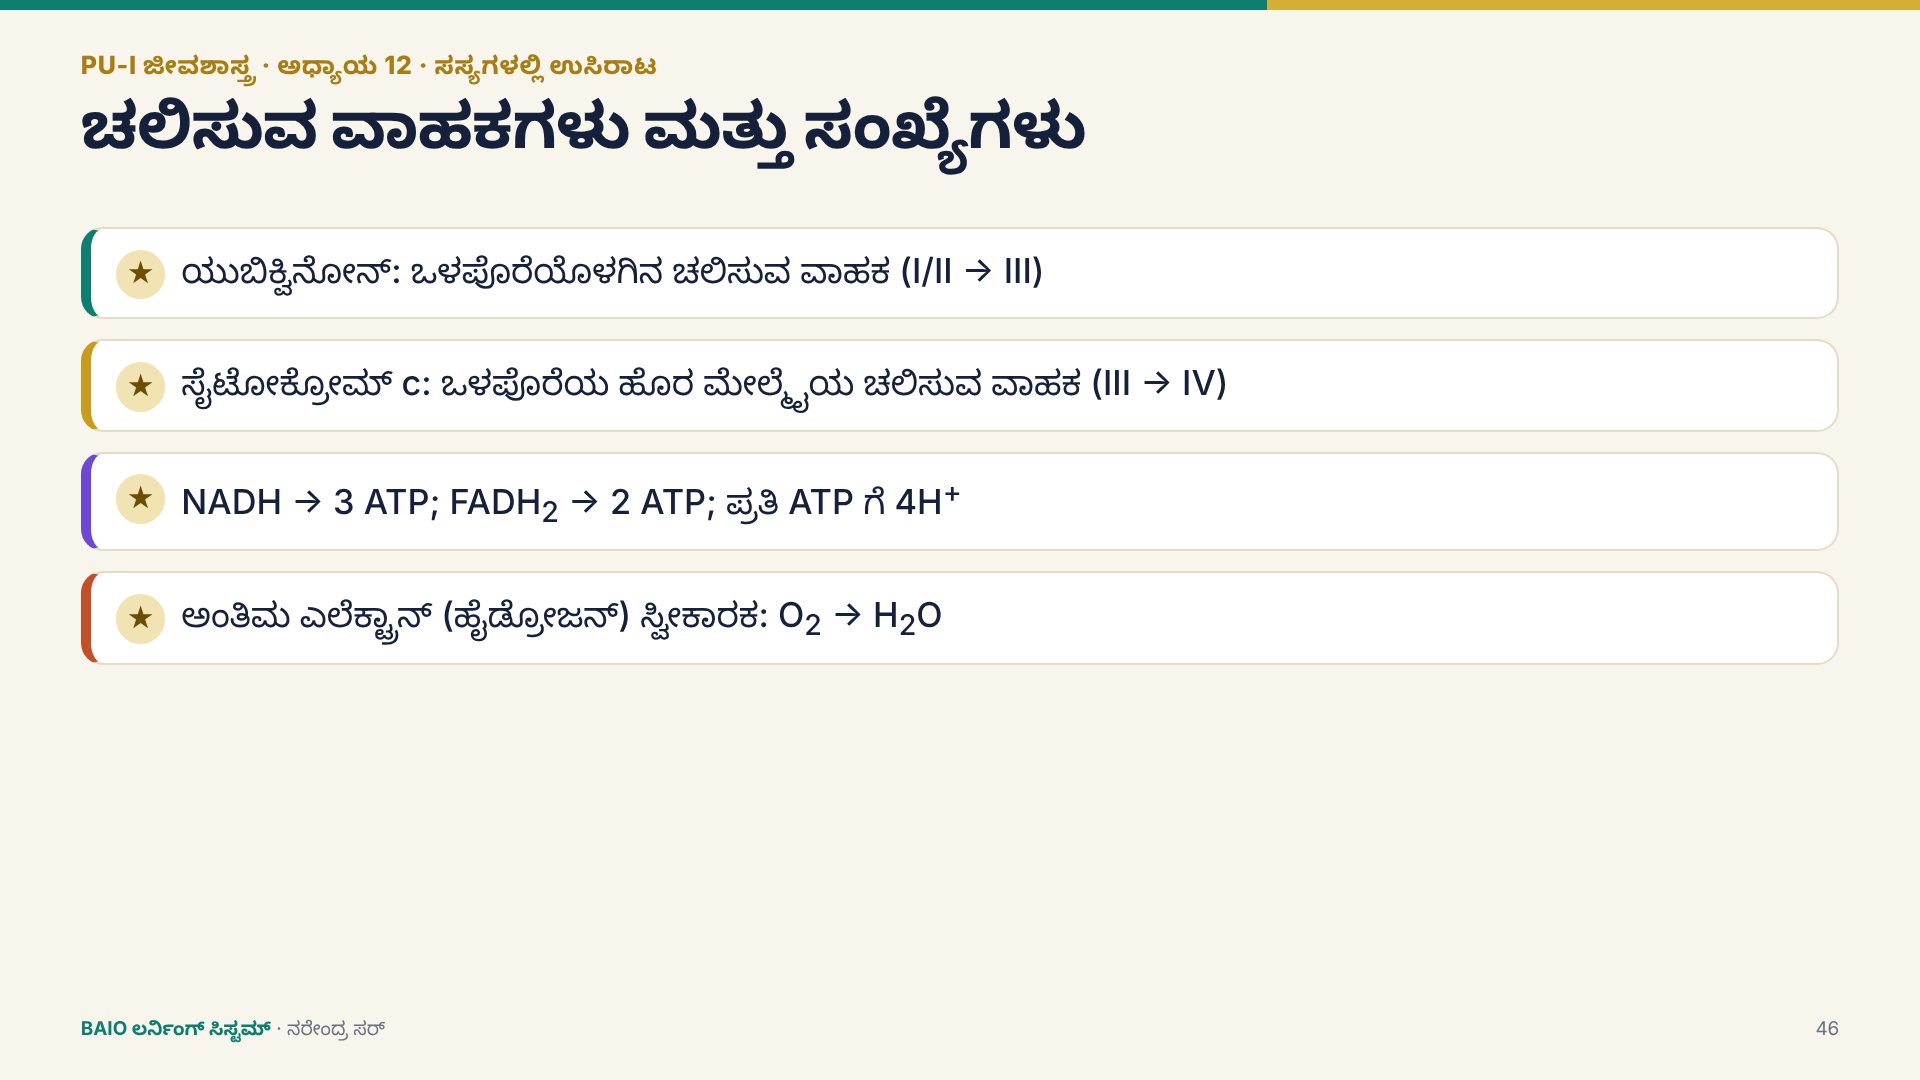 PU-I ಜೀವಶಾಸ್ತ್ರ · ಅಧ್ಯಾಯ 12 · ಸಸ್ಯಗಳಲ್ಲಿ ಉಸಿರಾಟ
ಚಲಿಸುವ ವಾಹಕಗಳು ಮತ್ತು ಸಂಖ್ಯೆಗಳು
★ ಯುಬಿಕ್ವಿನೋನ್: ಒಳಪೊರೆಯೊಳಗಿನ ಚಲಿಸುವ ವಾಹಕ (I/II → III)
★ ಸೈಟೋಕ್ರೋಮ್ c: ಒಳಪೊರೆಯ ಹೊರ ಮೇಲ್ಮೈಯ ಚಲಿಸುವ ವಾಹಕ (III → IV)
★ NADH → 3 ATP; FADH₂ → 2 ATP; ಪ್ರತಿ ATP ಗೆ 4H⁺
★ ಅಂತಿಮ ಎಲೆಕ್ಟ್ರಾನ್ (ಹೈಡ್ರೋಜನ್) ಸ್ವೀಕಾರಕ: O₂ → H₂O
BAIO ಲರ್ನಿಂಗ್ ಸಿಸ್ಟಮ್ · ನರೇಂದ್ರ ಸರ್
46